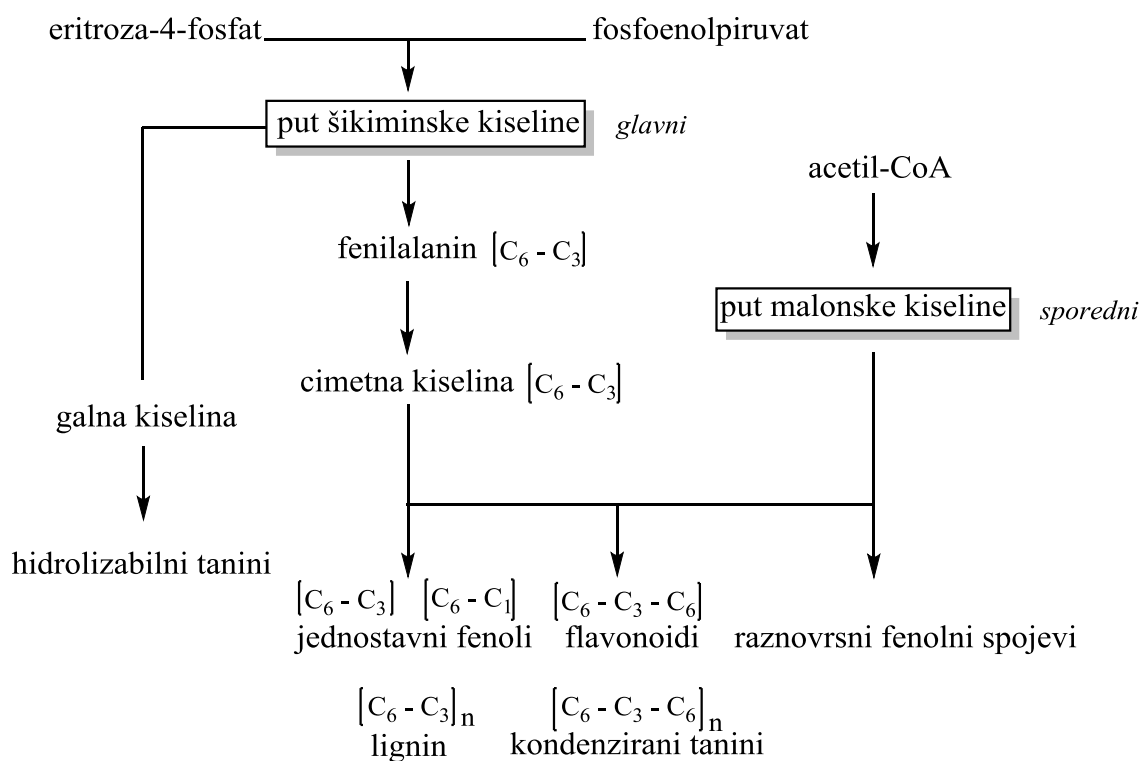 eritroza-4-fosfat fosfoenolpiruvat
put šikiminske kiseline glavni
acetil-CoA
fenilalanin [C₆ - C₃]
put malonske kiseline sporedni
cimetna kiselina [C₆ - C₃]
galna kiselina
hidrolizabilni tanini
[C₆ - C₃] [C₆ - C₁] [C₆ - C₃ - C₆]
jednostavni fenoli flavonoidi raznovrsni fenolni spojevi
[C₆ - C₃]ₙ [C₆ - C₃ - C₆]ₙ
lignin kondenzirani tanini